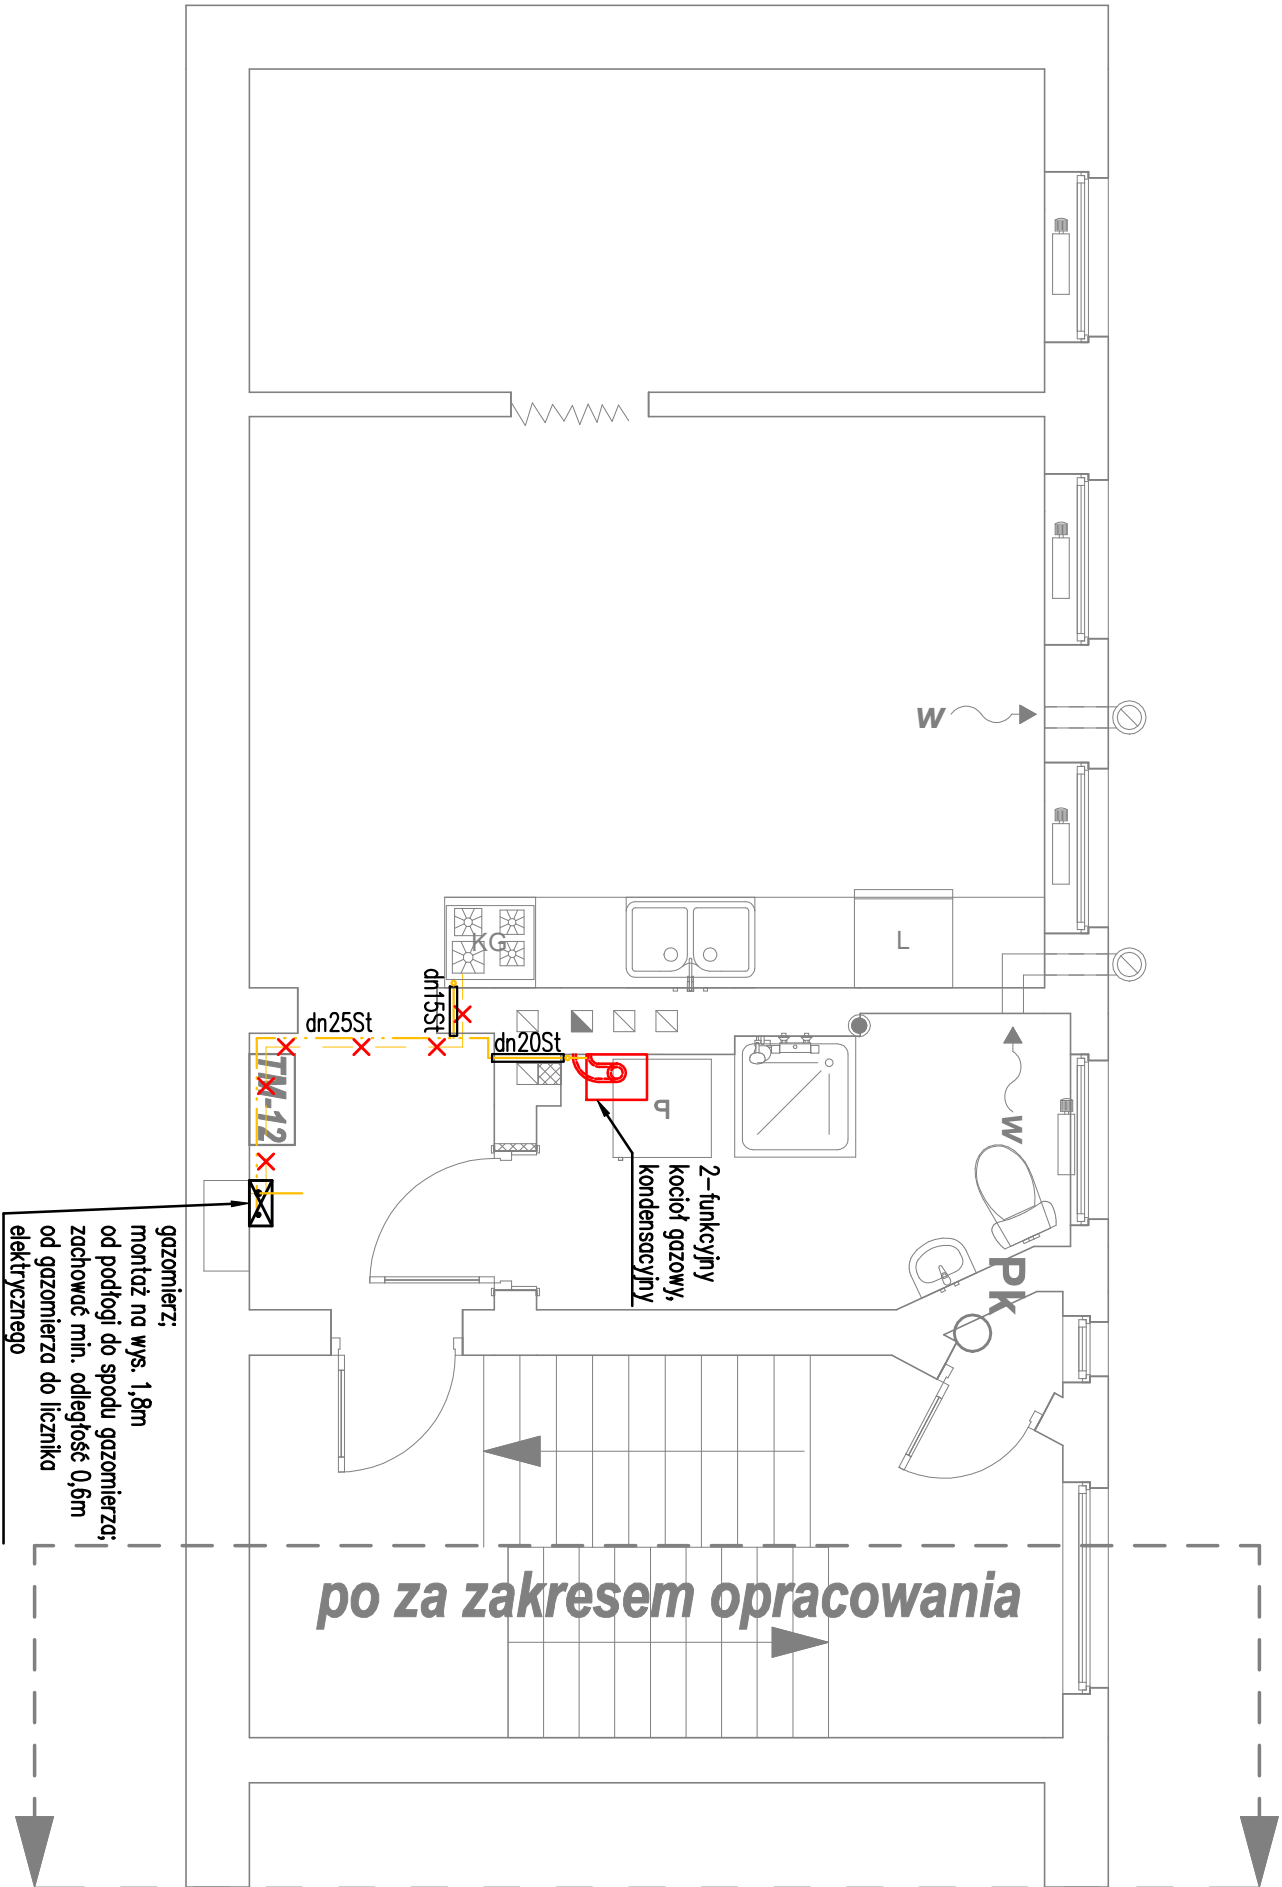 w
KG
L
dn15St
dn25St
dn20St
TM-12
P
w
2-funkcyjny
kocioł gazowy,
kondensacyjny
Pk
gazomierz;
montaż na wys. 1,8m
od podłogi do spodu gazomierza;
zachować min. odległość 0,6m
od gazomierza do licznika
elektrycznego
po za zakresem opracowania